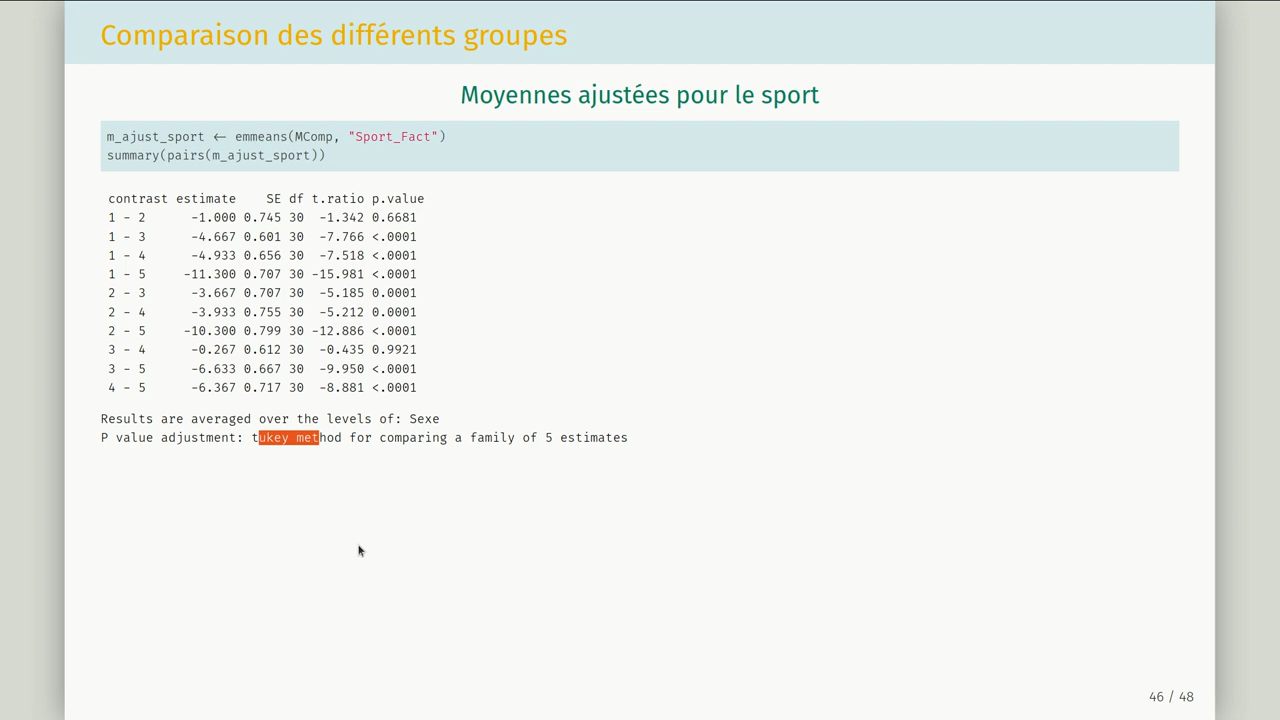 Comparaison des différents groupes
Moyennes ajustées pour le sport
m_ajust_sport ← emmeans(MComp, "Sport_Fact")
summary(pairs(m_ajust_sport))
contrast estimate SE df t.ratio p.value
1 - 2 -1.000 0.745 30 -1.342 0.6681
1 - 3 -4.667 0.601 30 -7.766 <.0001
1 - 4 -4.933 0.656 30 -7.518 <.0001
1 - 5 -11.300 0.707 30 -15.981 <.0001
2 - 3 -3.667 0.707 30 -5.185 0.0001
2 - 4 -3.933 0.755 30 -5.212 0.0001
2 - 5 -10.300 0.799 30 -12.886 <.0001
3 - 4 -0.267 0.612 30 -0.435 0.9921
3 - 5 -6.633 0.667 30 -9.950 <.0001
4 - 5 -6.367 0.717 30 -8.881 <.0001
Results are averaged over the levels of: Sexe
P value adjustment: tukey method for comparing a family of 5 estimates
46 / 48